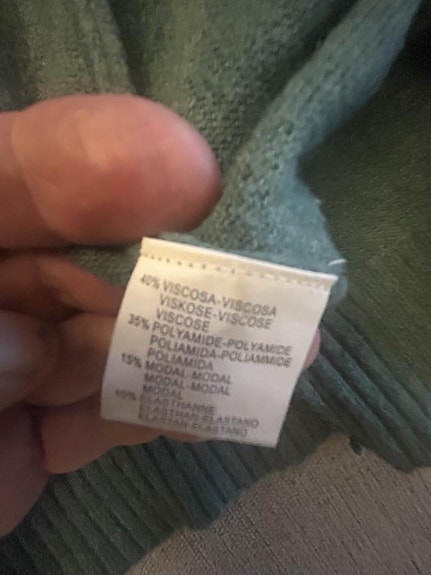 40% VISCOSA-VISCOSA
VISKOSE-VISCOSE
VISCOSE
35% POLYAMIDE-POLYAMIDE
POLIAMIDA-POLIAMMIDE
POLIAMIDA
15% MODAL-MODAL
MODAL-MODAL
MODAL
10% ELASTHANNE
ELASTHAN-ELASTANO
ELASTAN-ELASTANO